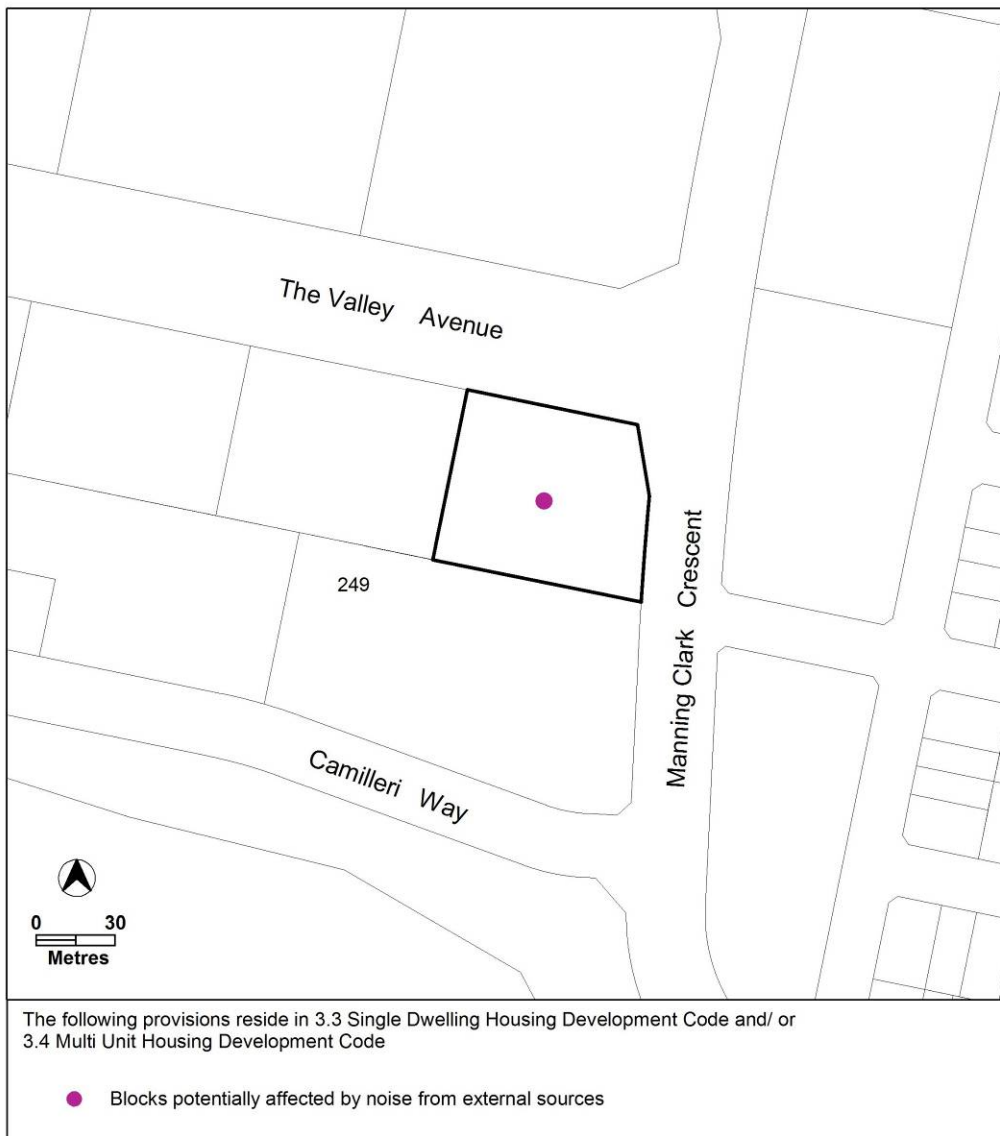 The Valley Avenue
249
Manning Clark Crescent
Camilleri Way
0 30
Metres
The following provisions reside in 3.3 Single Dwelling Housing Development Code and/ or
3.4 Multi Unit Housing Development Code
Blocks potentially affected by noise from external sources